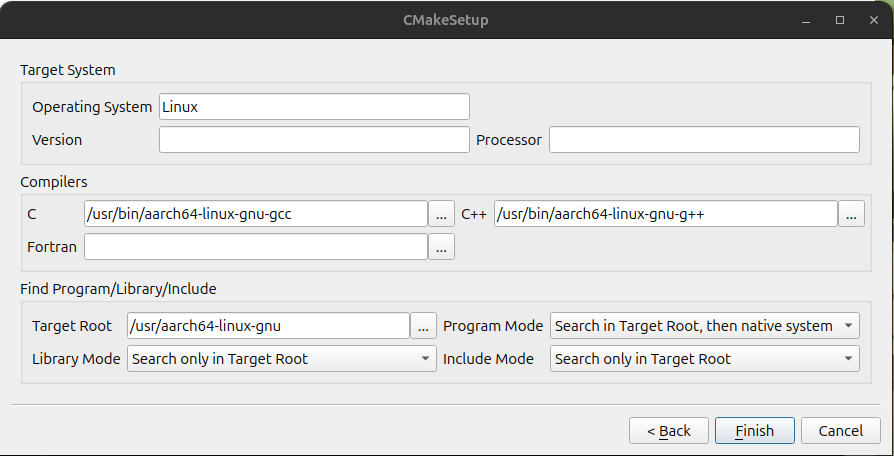 CMakeSetup
Target System
Operating System Linux
Version Processor
Compilers
C /usr/bin/aarch64-linux-gnu-gcc ... C++ /usr/bin/aarch64-linux-gnu-g++ ...
Fortran ...
Find Program/Library/Include
Target Root /usr/aarch64-linux-gnu ... Program Mode Search in Target Root, then native system
Library Mode Search only in Target Root Include Mode Search only in Target Root
< Back Finish Cancel